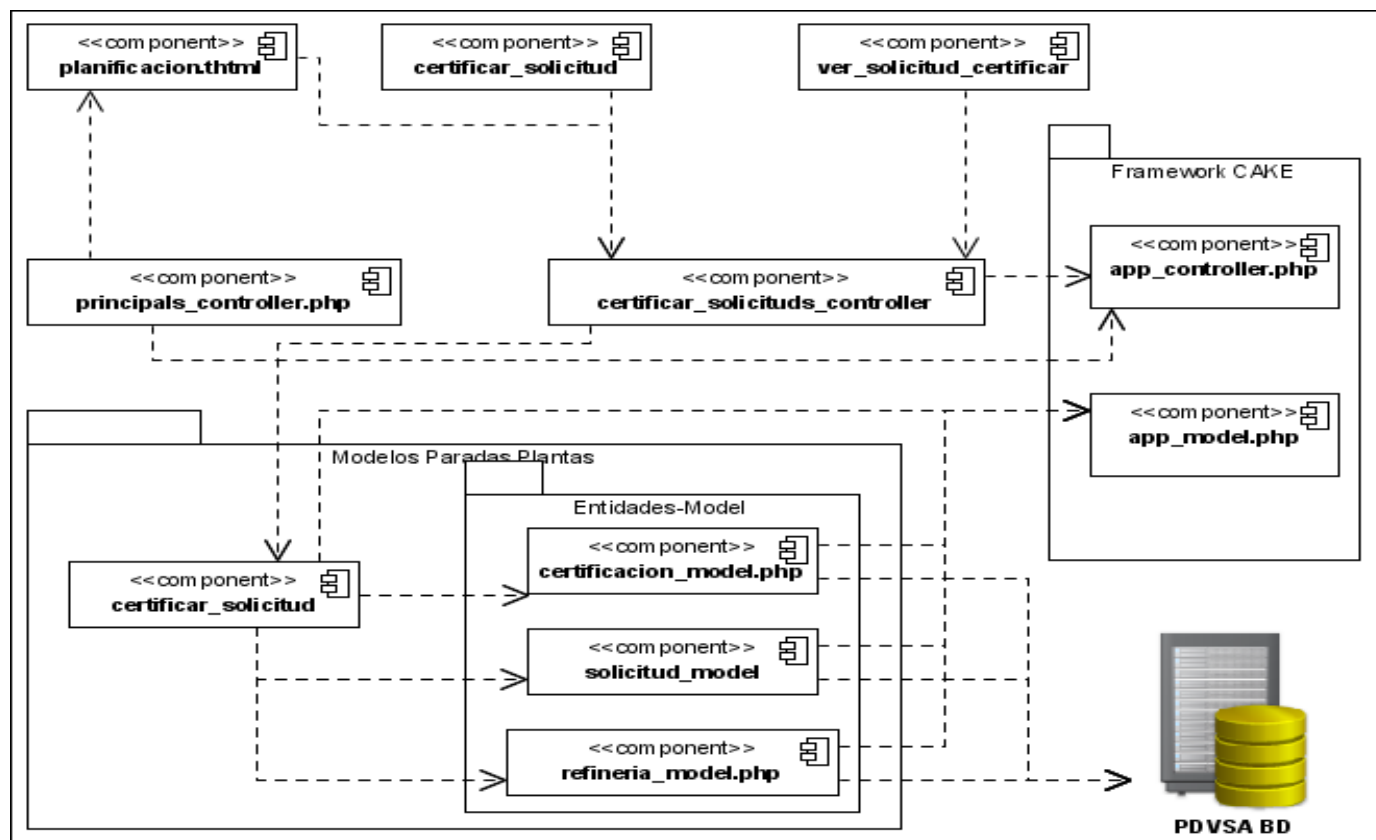 <<component>>
planificacion.thtml
<<component>>
certificar_solicitud
<<component>>
ver_solicitud_certificar
Framework CAKE
<<component>>
app_controller.php
<<component>>
principals_controller.php
<<component>>
certificar_solicituds_controller
<<component>>
app_model.php
Modelos Paradas Plantas
Entidades-Model
<<component>>
certificacion_model.php
<<component>>
certificar_solicitud
<<component>>
solicitud_model
<<component>>
refineria_model.php
PDVSA BD